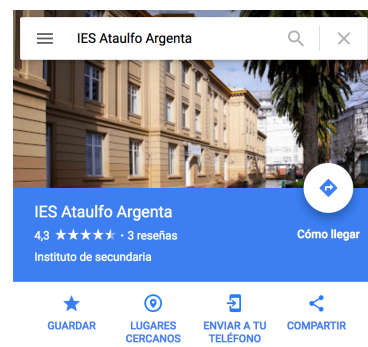 IES Ataulfo Argenta
IES Ataulfo Argenta
4,3 ★★★★★ · 3 reseñas
Cómo llegar
Instituto de secundaria
GUARDAR
LUGARES CERCANOS
ENVIAR A TU TELÉFONO
COMPARTIR